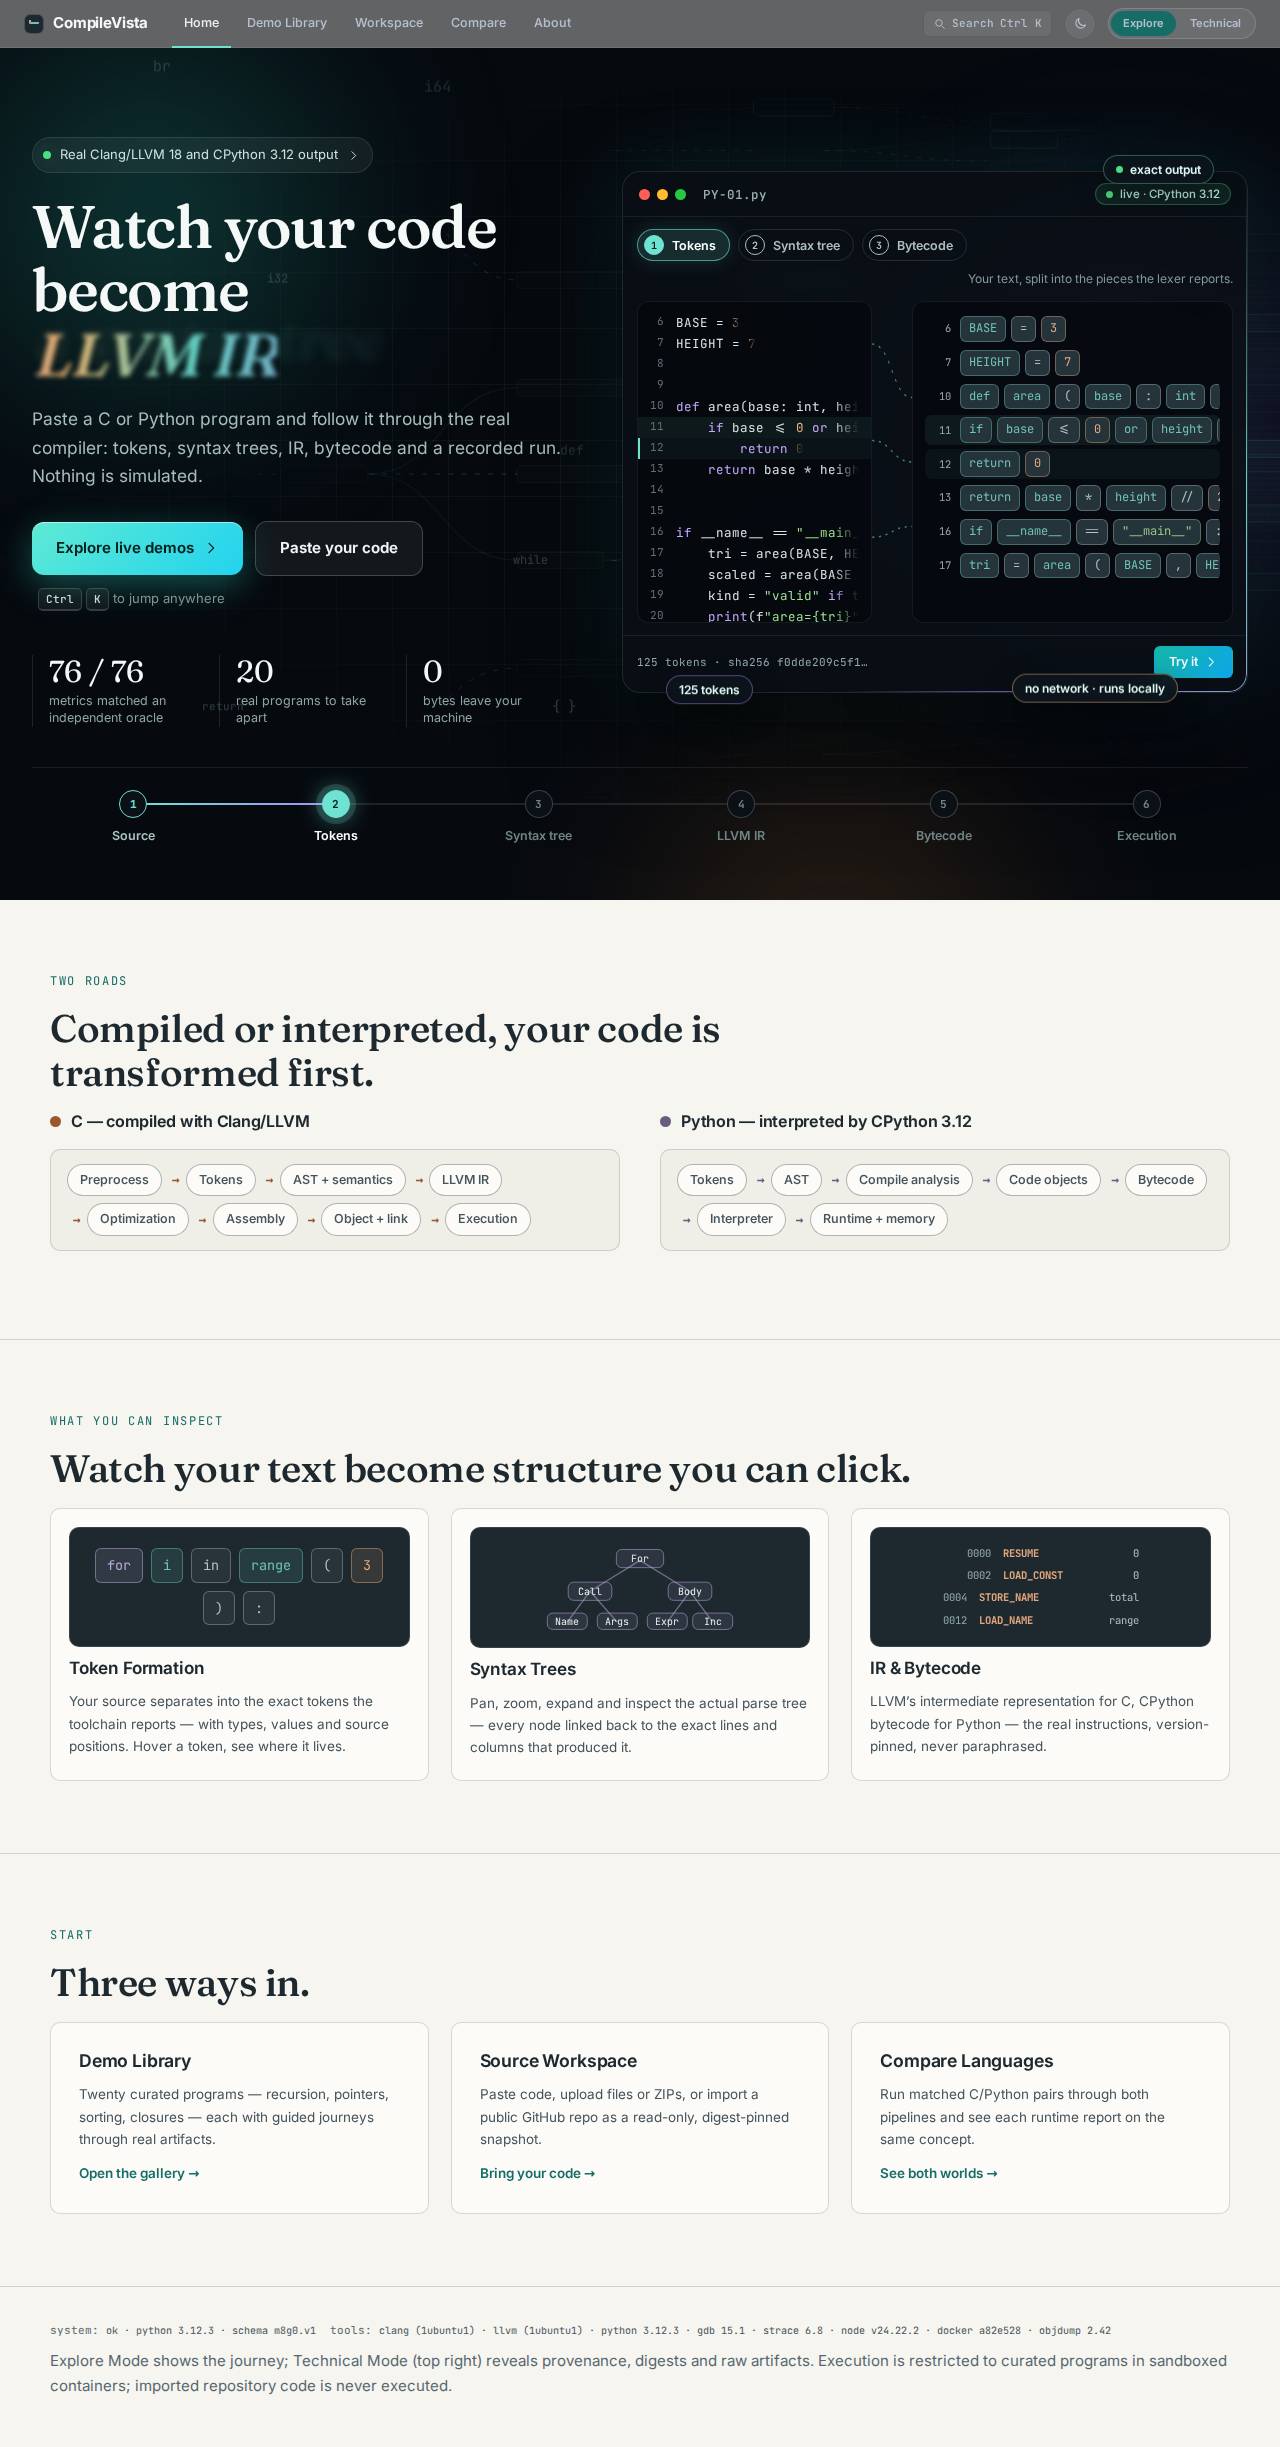 CompileVista Home Demo Library Workspace Compare About Search Ctrl K Explore Technical
br
i64
Real Clang/LLVM 18 and CPython 3.12 output
Watch your code
become
i32
LLVM IR
Paste a C or Python program and follow it through the real
compiler: tokens, syntax trees, IR, bytecode and a recorded run.
def
Nothing is simulated.
Explore live demos
Paste your code
while
Ctrl K to jump anywhere
76 / 76
metrics matched an
independent oracle
20
real programs to take
apart
return
0
bytes leave your
machine
{ }
exact output
PY-01.py
live · CPython 3.12
1 Tokens
2 Syntax tree
3 Bytecode
Your text, split into the pieces the lexer reports.
6 BASE = 3
7 HEIGHT = 7
8
9
10 def area(base: int, hei
11 if base <= 0 or hei
12 return 0
13 return base * heigh
14
15
16 if __name__ == "__main_
17 tri = area(BASE, HE
18 scaled = area(BASE
19 kind = "valid" if t
20 print(f"area={tri}"
6 BASE = 3
7 HEIGHT = 7
10 def area ( base : int
11 if base <= 0 or height
12 return 0
13 return base * height //
16 if __name__ == "__main__" :
17 tri = area ( BASE , HE
125 tokens · sha256 f0dde209c5f1…
Try it
125 tokens
no network · runs locally
1 2 3 4 5 6
Source Tokens Syntax tree LLVM IR Bytecode Execution
TWO ROADS
Compiled or interpreted, your code is
transformed first.
C — compiled with Clang/LLVM
Preprocess → Tokens → AST + semantics → LLVM IR
→ Optimization → Assembly → Object + link → Execution
Python — interpreted by CPython 3.12
Tokens → AST → Compile analysis → Code objects → Bytecode
→ Interpreter → Runtime + memory
WHAT YOU CAN INSPECT
Watch your text become structure you can click.
for i in range ( 3
) :
Token Formation
Your source separates into the exact tokens the
toolchain reports — with types, values and source
positions. Hover a token, see where it lives.
For
Call Body
Name Args Expr Inc
Syntax Trees
Pan, zoom, expand and inspect the actual parse tree
— every node linked back to the exact lines and
columns that produced it.
0000 RESUME 0
0002 LOAD_CONST 0
0004 STORE_NAME total
0012 LOAD_NAME range
IR & Bytecode
LLVM's intermediate representation for C, CPython
bytecode for Python — the real instructions, version-
pinned, never paraphrased.
START
Three ways in.
Demo Library
Twenty curated programs — recursion, pointers,
sorting, closures — each with guided journeys
through real artifacts.
Open the gallery →
Source Workspace
Paste code, upload files or ZIPs, or import a
public GitHub repo as a read-only, digest-pinned
snapshot.
Bring your code →
Compare Languages
Run matched C/Python pairs through both
pipelines and see each runtime report on the
same concept.
See both worlds →
system: ok · python 3.12.3 · schema m8g0.v1 tools: clang (1ubuntu1) · llvm (1ubuntu1) · python 3.12.3 · gdb 15.1 · strace 6.8 · node v24.22.2 · docker a82e528 · objdump 2.42
Explore Mode shows the journey; Technical Mode (top right) reveals provenance, digests and raw artifacts. Execution is restricted to curated programs in sandboxed
containers; imported repository code is never executed.